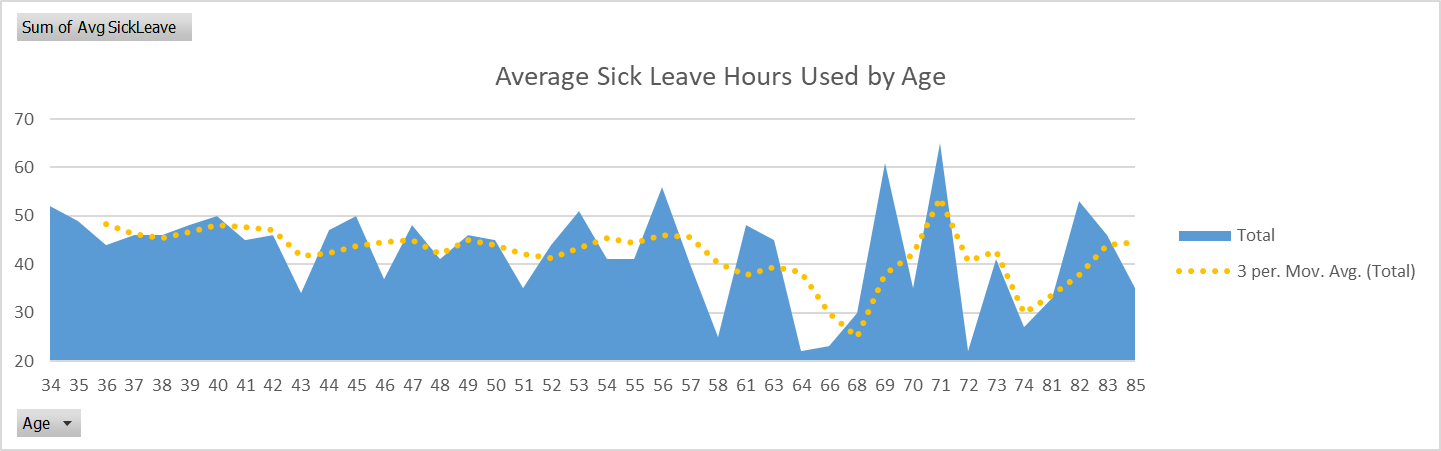 Sum of Avg SickLeave
Average Sick Leave Hours Used by Age
70
60
50
40
30
20
34 35 36 37 38 39 40 41 42 43 44 45 46 47 48 49 50 51 52 53 54 55 56 57 58 61 63 64 66 68 69 70 71 72 73 74 81 82 83 85
Total
3 per. Mov. Avg. (Total)
Age